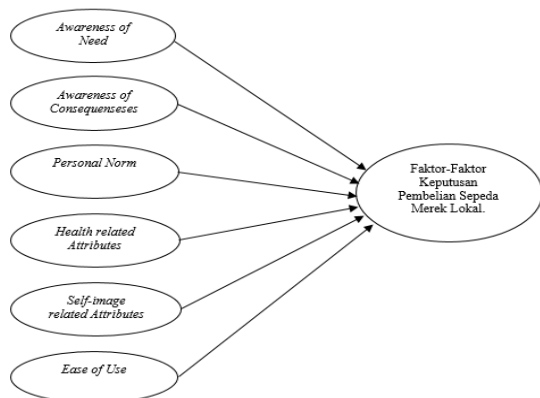 Awareness of
Need
Awareness of
Consequenseses
Personal Norm
Health related
Attributes
Self-image
related Attributes
Ease of Use
Faktor-Faktor
Keputusan
Pembelian Sepeda
Merek Lokal.